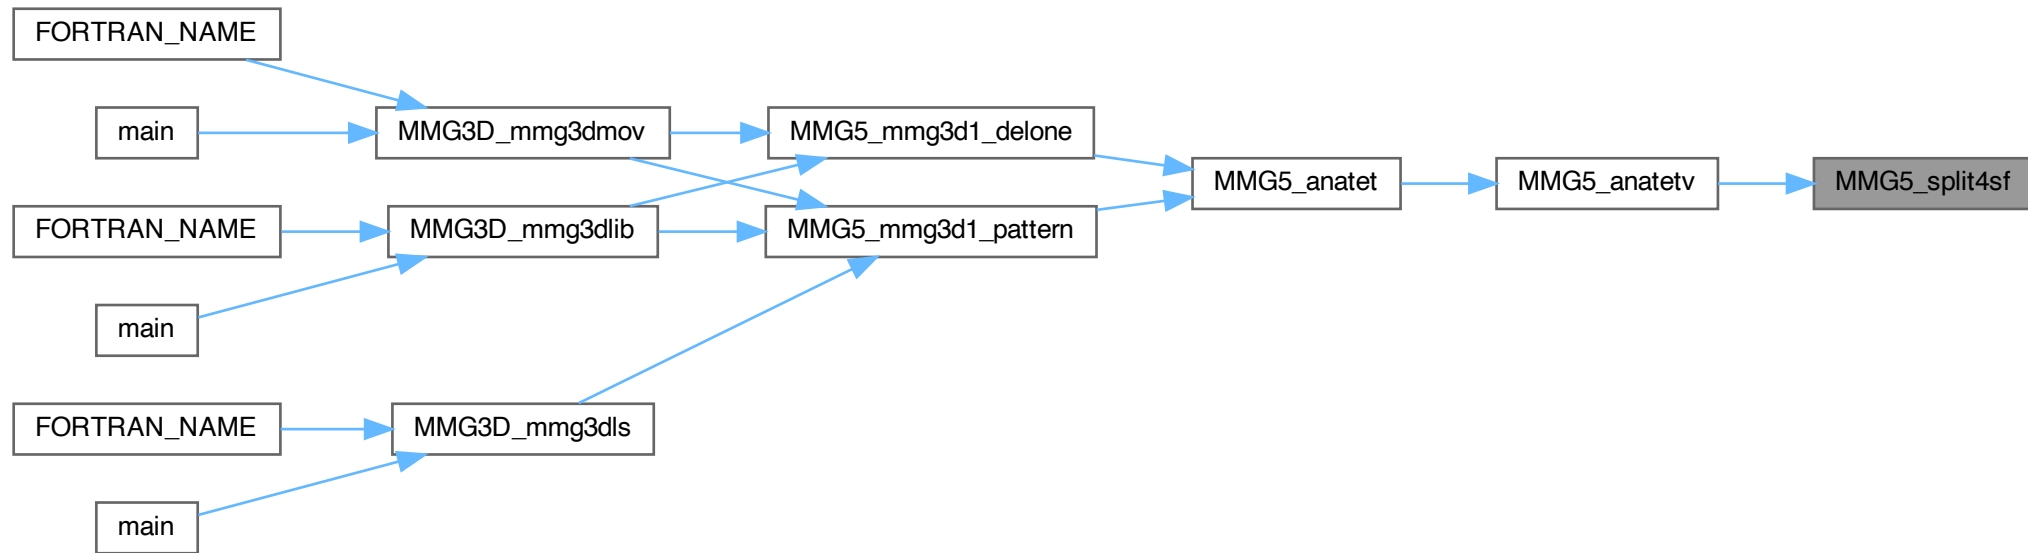 FORTRAN_NAME
main
MMG3D_mmg3dmov
MMG5_mmg3d1_delone
MMG5_anatet
MMG5_anatetv
MMG5_split4sf
FORTRAN_NAME
MMG3D_mmg3dlib
MMG5_mmg3d1_pattern
main
FORTRAN_NAME
MMG3D_mmg3dls
main